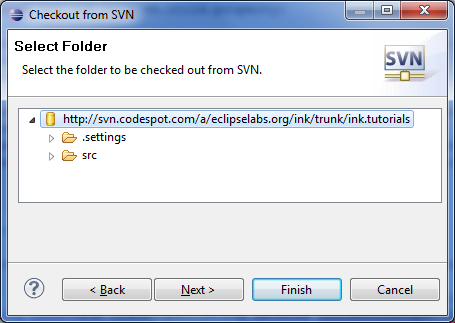 Checkout from SVN
Select Folder
Select the folder to be checked out from SVN.
SVN
http://svn.codespot.com/a/eclipselabs.org/ink/trunk/ink.tutorials
.settings
src
?
< Back
Next >
Finish
Cancel